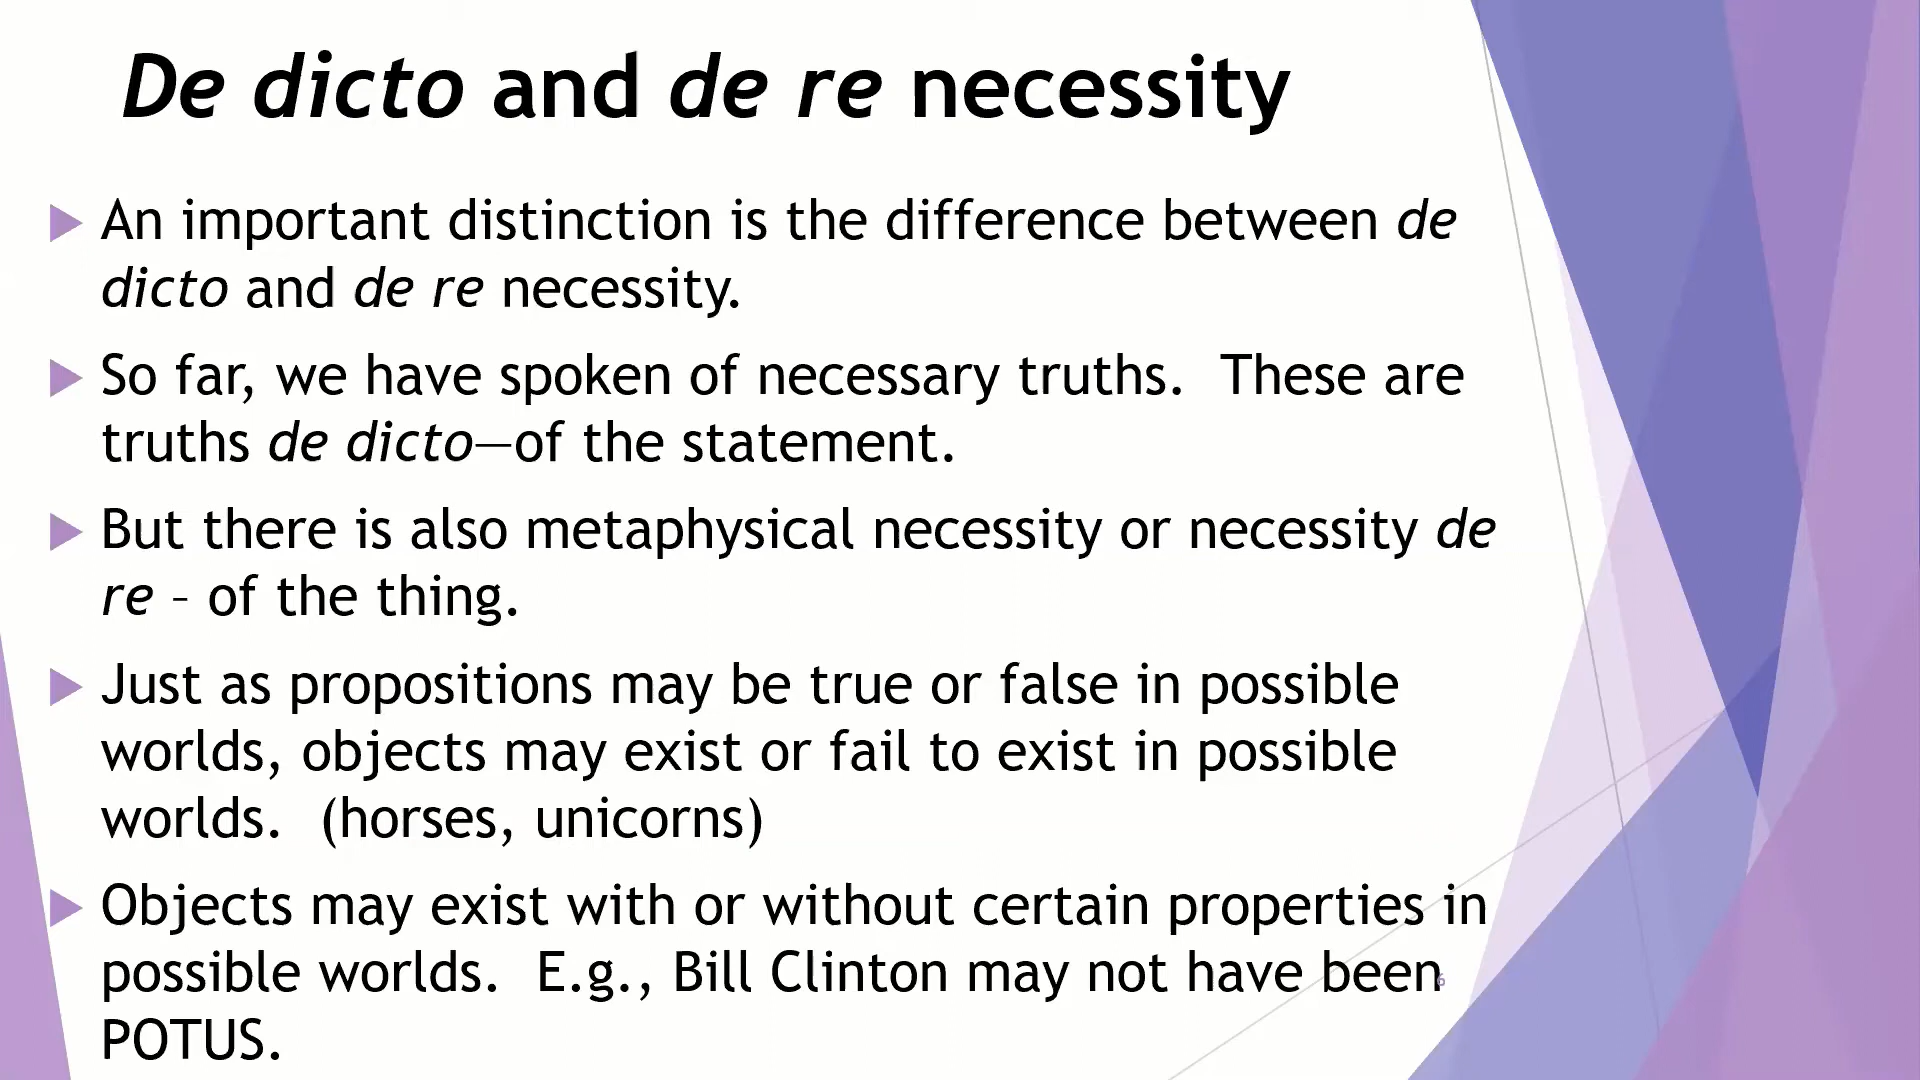 De dicto and de re necessity
An important distinction is the difference between de
dicto and de re necessity.
So far, we have spoken of necessary truths.  These are
truths de dicto—of the statement.
But there is also metaphysical necessity or necessity de
re – of the thing.
Just as propositions may be true or false in possible
worlds, objects may exist or fail to exist in possible
worlds.  (horses, unicorns)
Objects may exist with or without certain properties in
possible worlds.  E.g., Bill Clinton may not have been
POTUS.
6